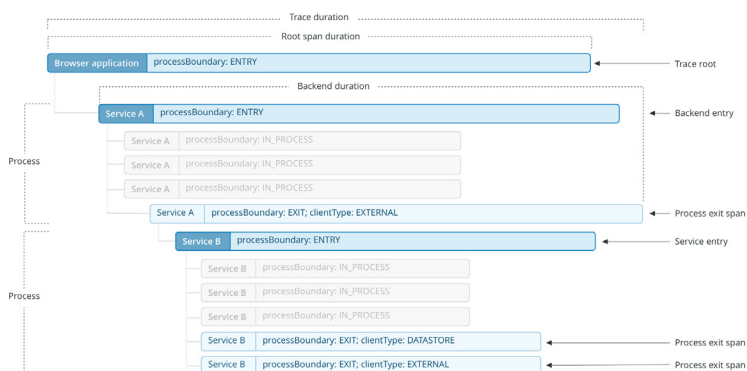 Trace duration
Root span duration
Browser application processBoundary: ENTRY Trace root
Backend duration
Service A processBoundary: ENTRY Backend entry
Service A processBoundary: IN_PROCESS
Process
Service A processBoundary: IN_PROCESS
Service A processBoundary: IN_PROCESS
Service A processBoundary: EXIT; clientType: EXTERNAL Process exit span
Service B processBoundary: ENTRY Service entry
Service B processBoundary: IN_PROCESS
Service B processBoundary: IN_PROCESS
Process
Service B processBoundary: IN_PROCESS
Service B processBoundary: EXIT; clientType: DATASTORE Process exit span
Service B processBoundary: EXIT; clientType: EXTERNAL Process exit span